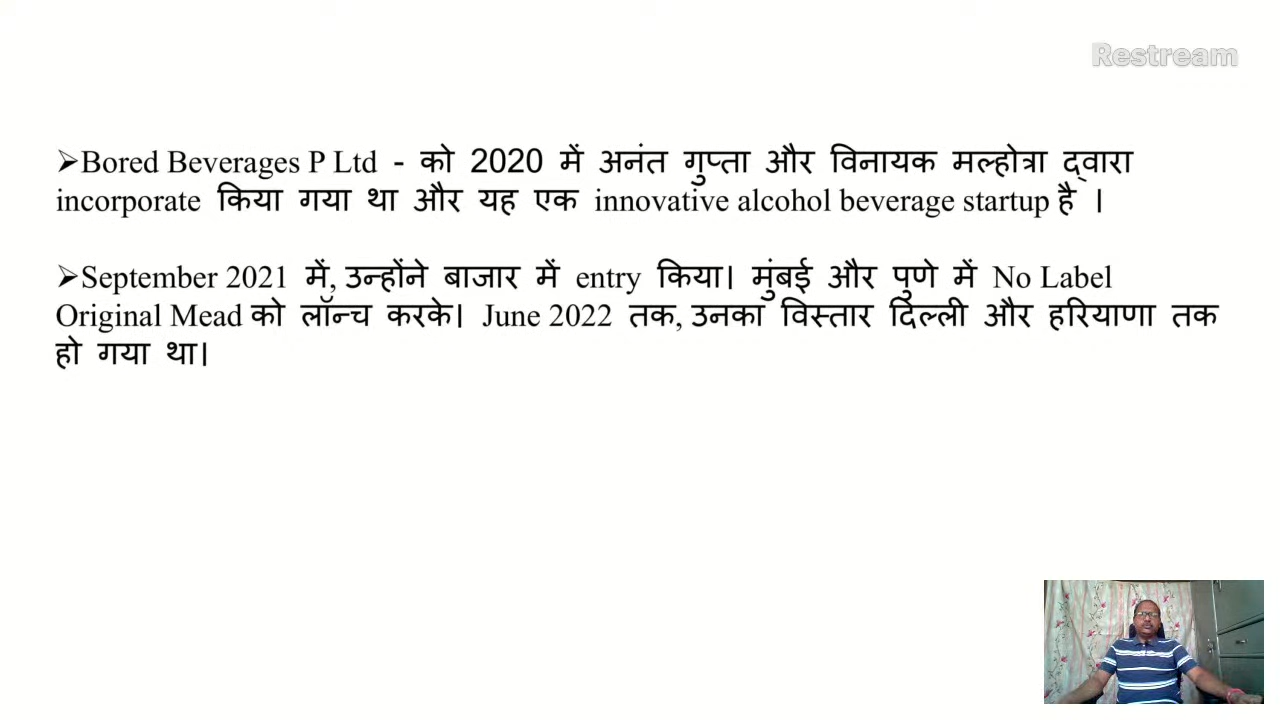 Restream
➢Bored Beverages P Ltd - को 2020 में अनंत गुप्ता और विनायक मल्होत्रा द्वारा
incorporate किया गया था और यह एक innovative alcohol beverage startup है ।
➢September 2021 में, उन्होंने बाजार में entry किया। मुंबई और पुणे में No Label
Original Mead को लॉन्च करके। June 2022 तक, उनका विस्तार दिल्ली और हरियाणा तक
हो गया था।